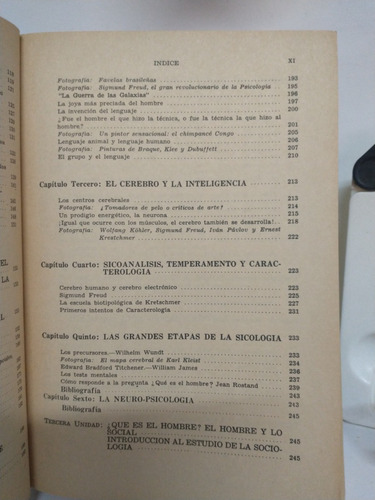 INDICE XI
Fotografía: Favelas brasileñas 193
Fotografía: Sigmund Freud, el gran revolucionario de la Psicología 195
"La Guerra de las Galaxias" 196
La joya más preciada del hombre 197
La invención del lenguaje 200
¿Fue el hombre el que hizo la técnica, o fue la técnica la que hizo al
hombre? 201
Fotografía: Un pintor sensacional: el chimpancé Congo 205
Lenguaje animal y lenguaje humano 206
Fotografía: Pinturas de Braque, Klee y Dubuffett 207
El grupo y el lenguaje 210
Capítulo Tercero: EL CEREBRO Y LA INTELIGENCIA 213
Los centros cerebrales 213
Fotografía: ¿Tomadores de pelo o críticos de arte? 214
Un prodigio energético, la neurona 215
¡Igual que ocurre con los músculos, el cerebro también se desarrolla! 218
Fotografía: Wolfang Köhler, Sigmund Freud, Iván Pávlov y Ernest
Kretschmer 222
Capítulo Cuarto: SICOANALISIS, TEMPERAMENTO Y CARAC-
TEROLOGIA 223
Cerebro humano y cerebro electrónico 223
Sigmund Freud 225
La escuela biotipológica de Kretschmer 227
Primeros intentos de Caracterología 231
Capítulo Quinto: LAS GRANDES ETAPAS DE LA SICOLOGIA 233
Los precursores.—Wilhelm Wundt 233
Fotografía: El mapa cerebral de Karl Kleist 234
Edward Bradford Titchener.—William James
Los tests mentales
Cómo responde a la pregunta ¿Qué es el hombre? Jean Rostand 239
Bibliografía 243
Capítulo Sexto: LA NEURO-PSICOLOGIA 243
Bibliografía 245
TERCERA UNIDAD: ¿QUE ES EL HOMBRE? EL HOMBRE Y LO
SOCIAL 245
INTRODUCCION AL ESTUDIO DE LA SOCIO-
LOGIA 245